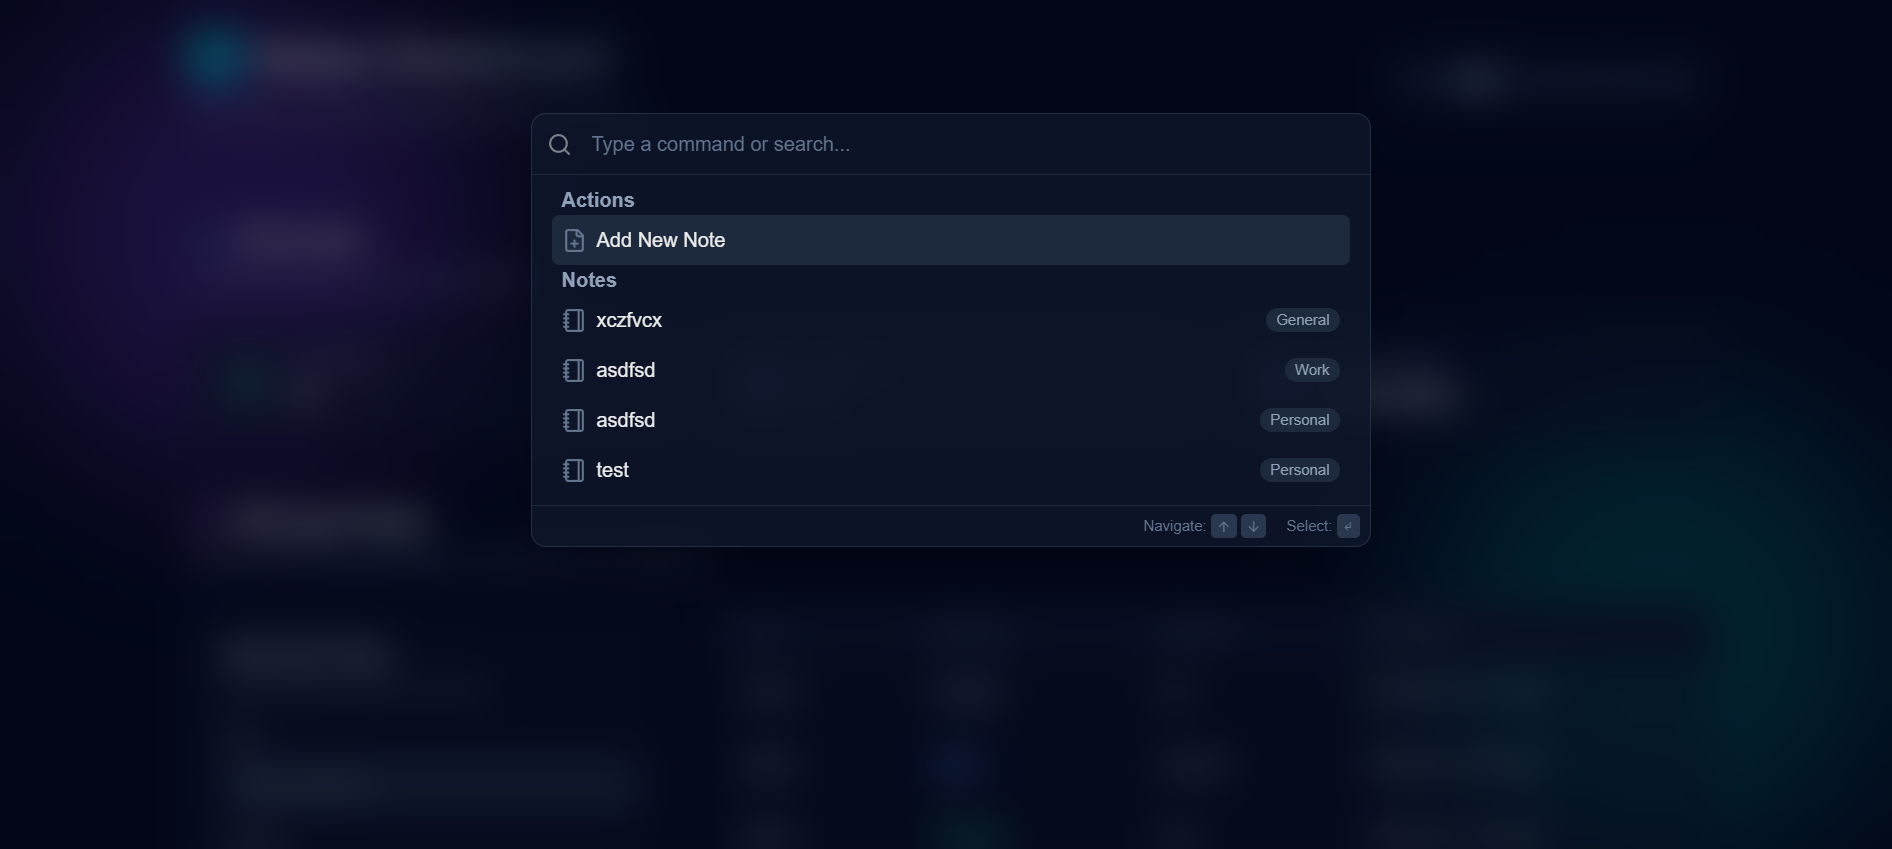 Type a command or search...
Actions
Add New Note
Notes
xczfvcx General
asdfsd Work
asdfsd Personal
test Personal
Navigate: ↑ ↓ Select: ↲